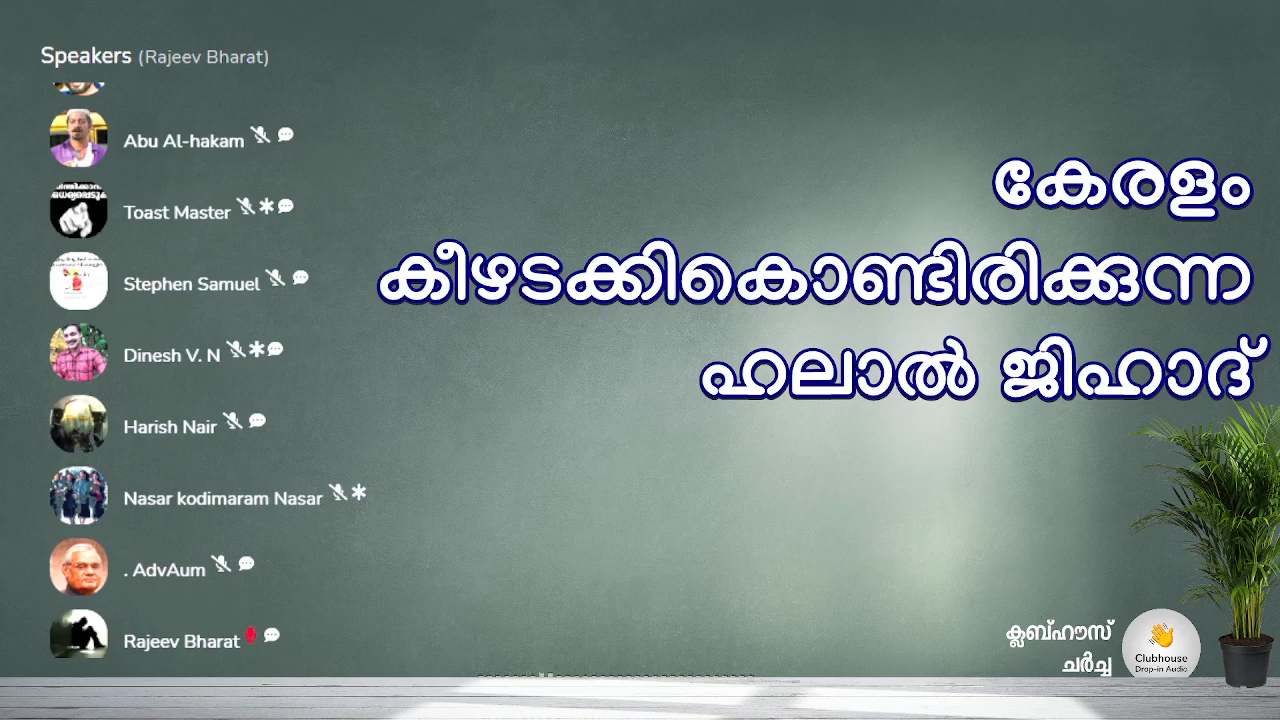 Speakers (Rajeev Bharat)
Abu Al-hakam
Toast Master
Stephen Samuel
Dinesh V. N
Harish Nair
Nasar kodimaram Nasar
. AdvAum
Rajeev Bharat
കേരളം
കീഴടക്കികൊണ്ടിരിക്കുന്ന
ഹലാൽ ജിഹാദ്
ക്ലബ്ഹൗസ്
ചർച്ച
Clubhouse
Drop-in Audio